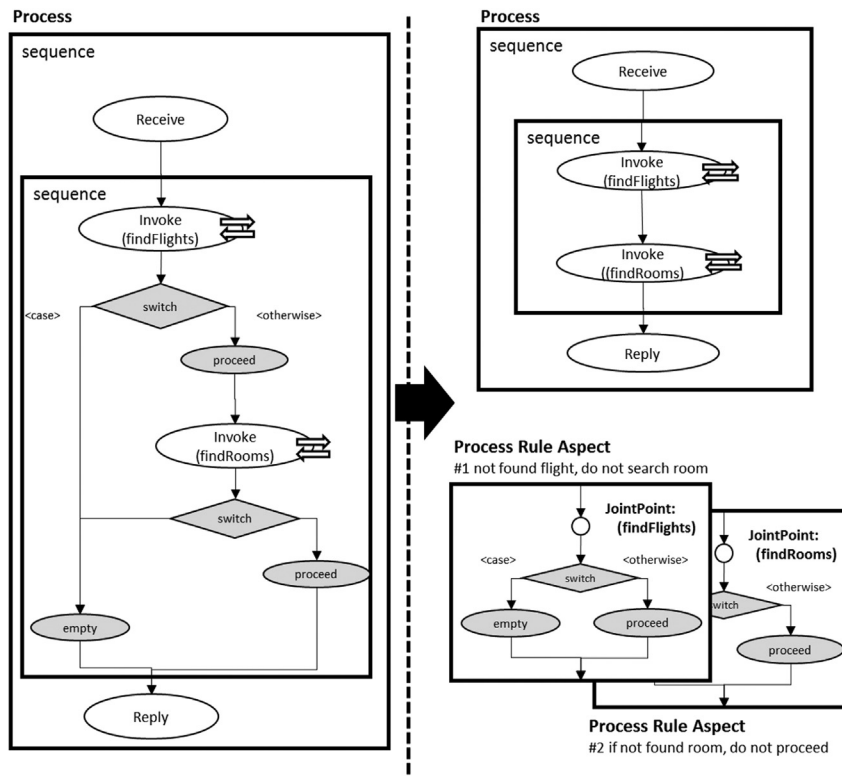 Process
sequence
Receive
sequence
Invoke
(findFlights)
switch
<case>
<otherwise>
proceed
Invoke
(findRooms)
switch
proceed
empty
Reply
Process
sequence
Receive
sequence
Invoke
(findFlights)
Invoke
((findRooms)
Reply
Process Rule Aspect
#1 not found flight, do not search room
JointPoint:
(findFlights)
<case>
<otherwise>
switch
empty
proceed
JointPoint:
(findRooms)
<otherwise>
witch
proceed
Process Rule Aspect
#2 if not found room, do not proceed